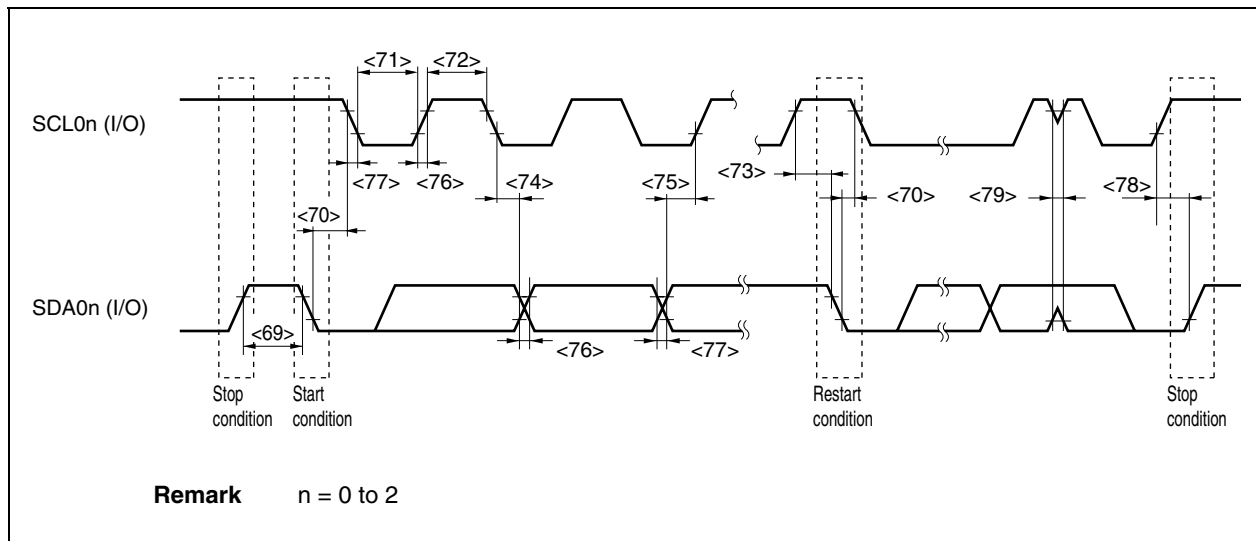 <71> <72>
SCL0n (I/O)
<77> <76> <74> <75> <73> <70> <79> <78>
<70>
SDA0n (I/O)
<69> <76> <77>
Stop
condition
Start
condition
Restart
condition
Stop
condition
Remark n = 0 to 2